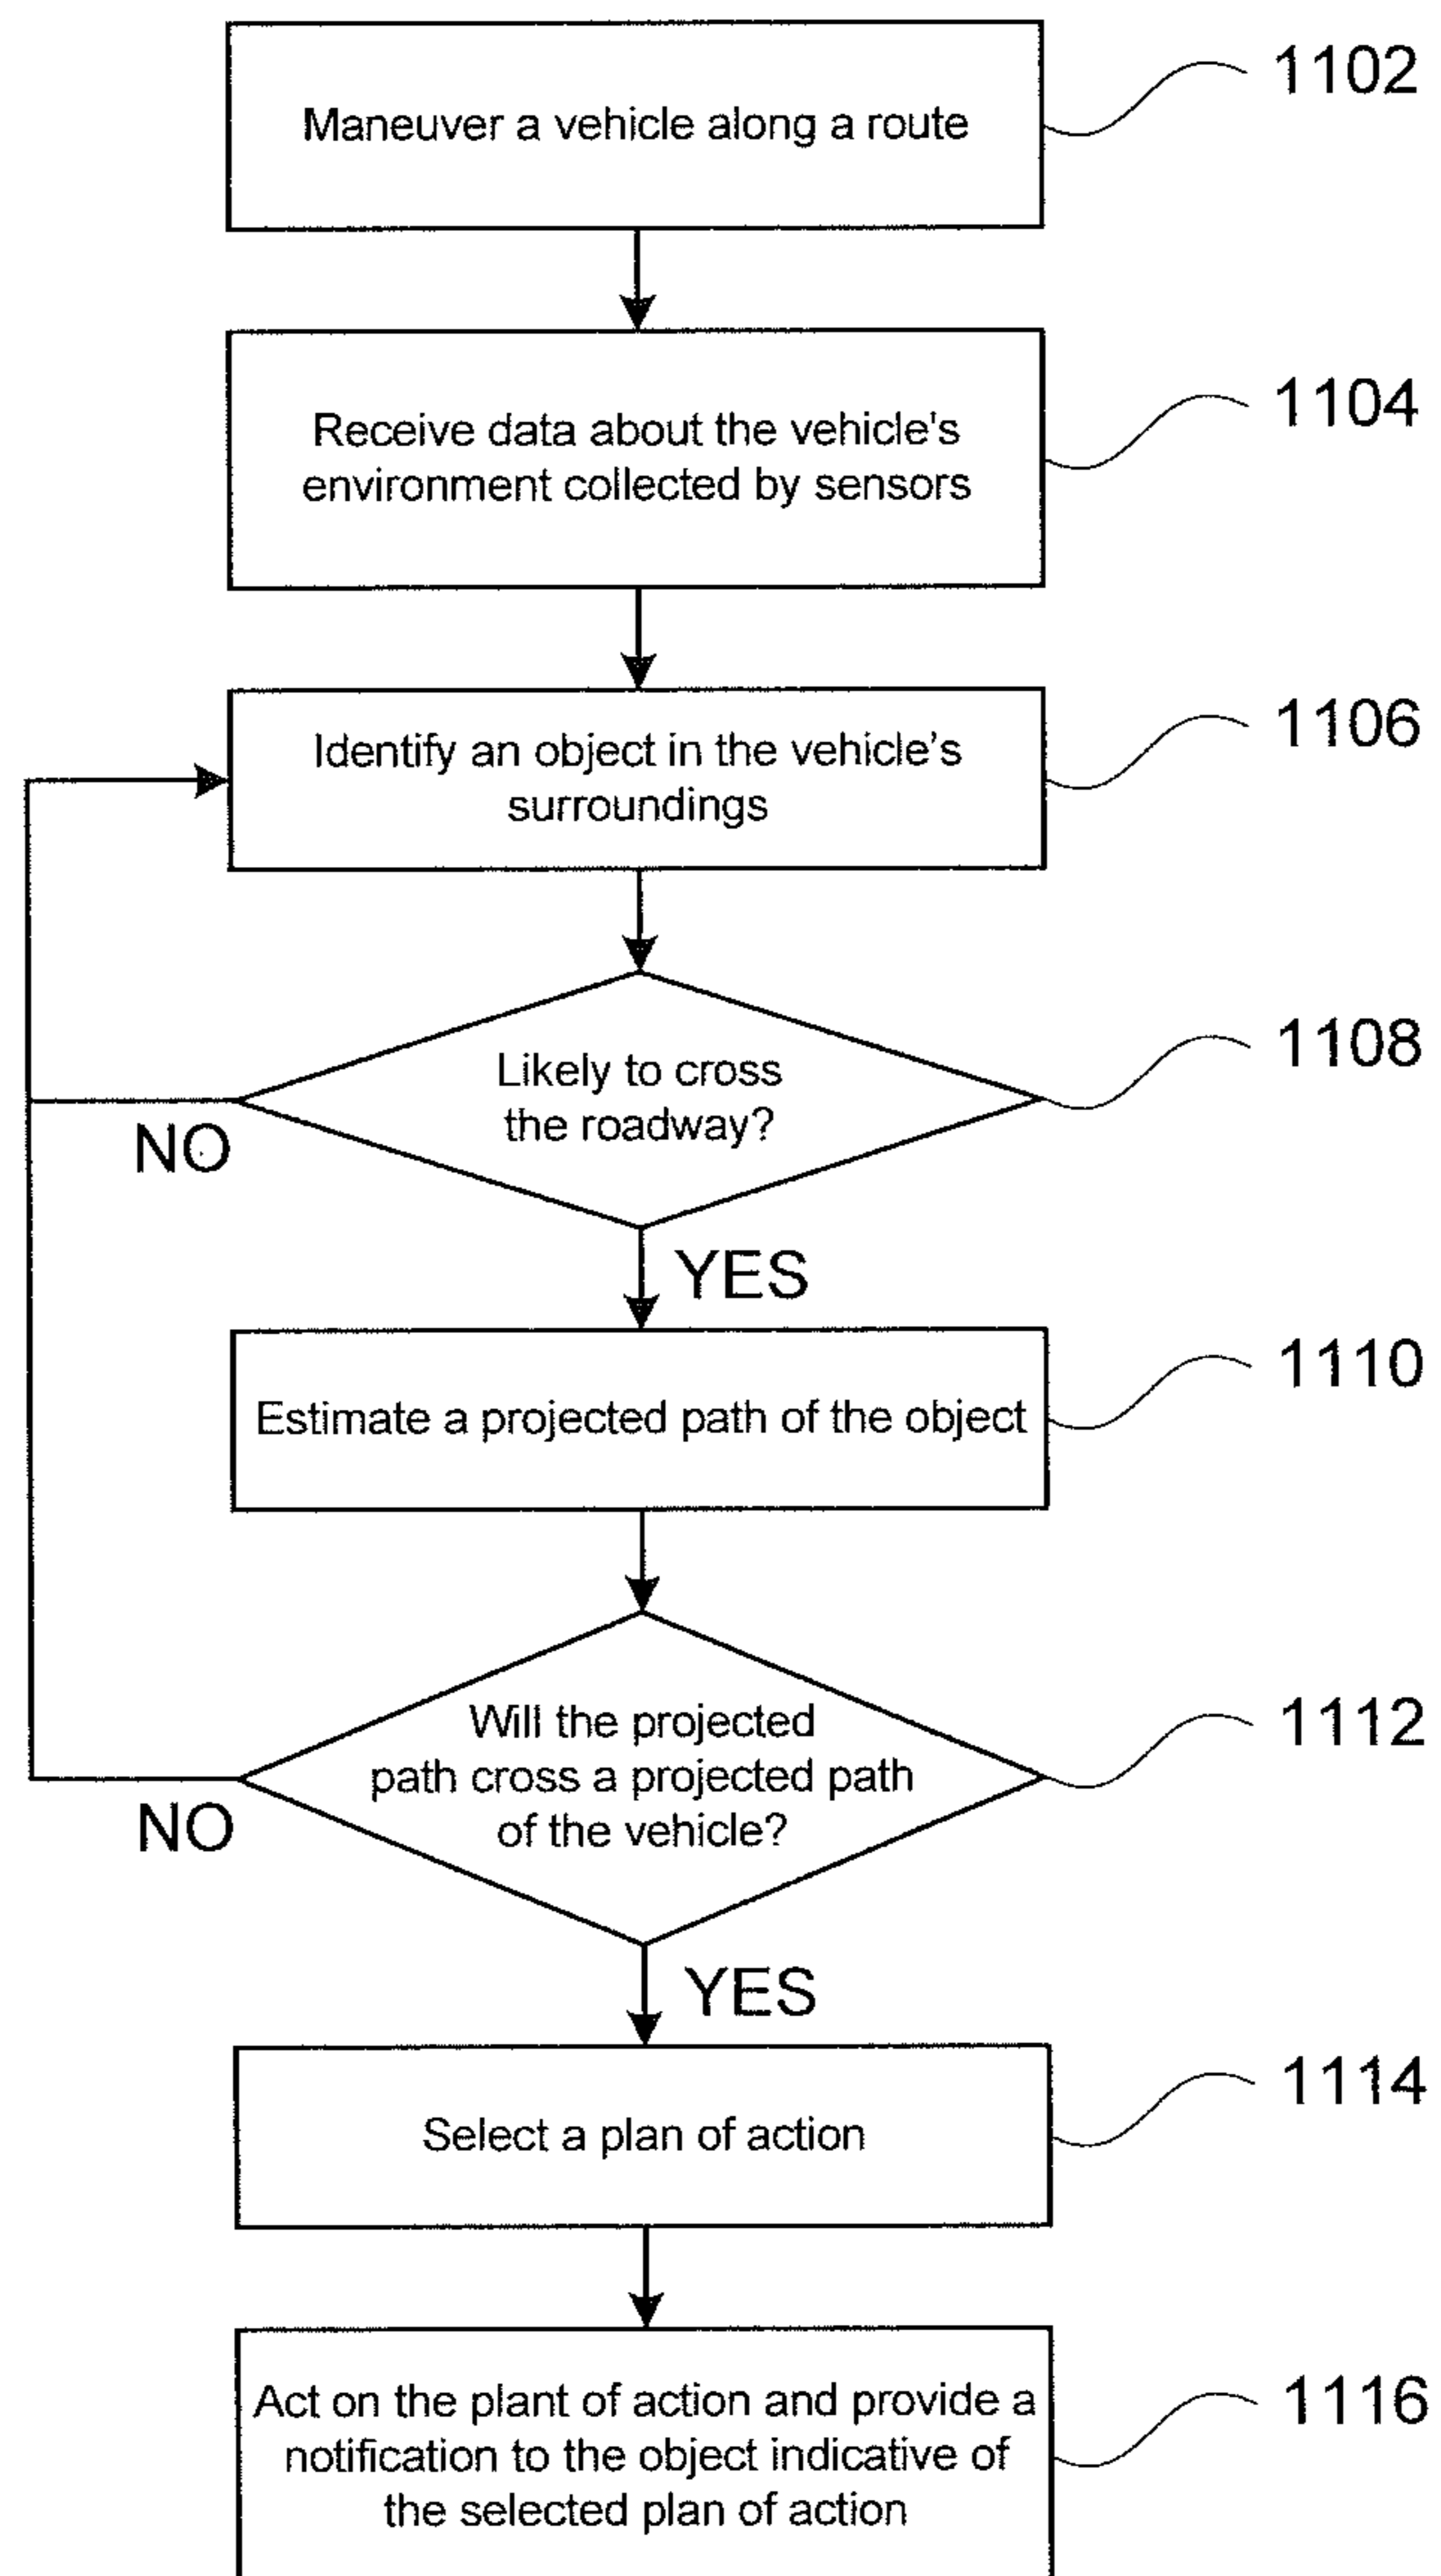 Maneuver a vehicle along a route
1102
Receive data about the vehicle's
environment collected by sensors
1104
Identify an object in the vehicle's
surroundings
1106
Likely to cross
the roadway?
1108
NO
YES
Estimate a projected path of the object
1110
Will the projected
path cross a projected path
of the vehicle?
1112
NO
YES
Select a plan of action
1114
Act on the plant of action and provide a
notification to the object indicative of
the selected plan of action
1116